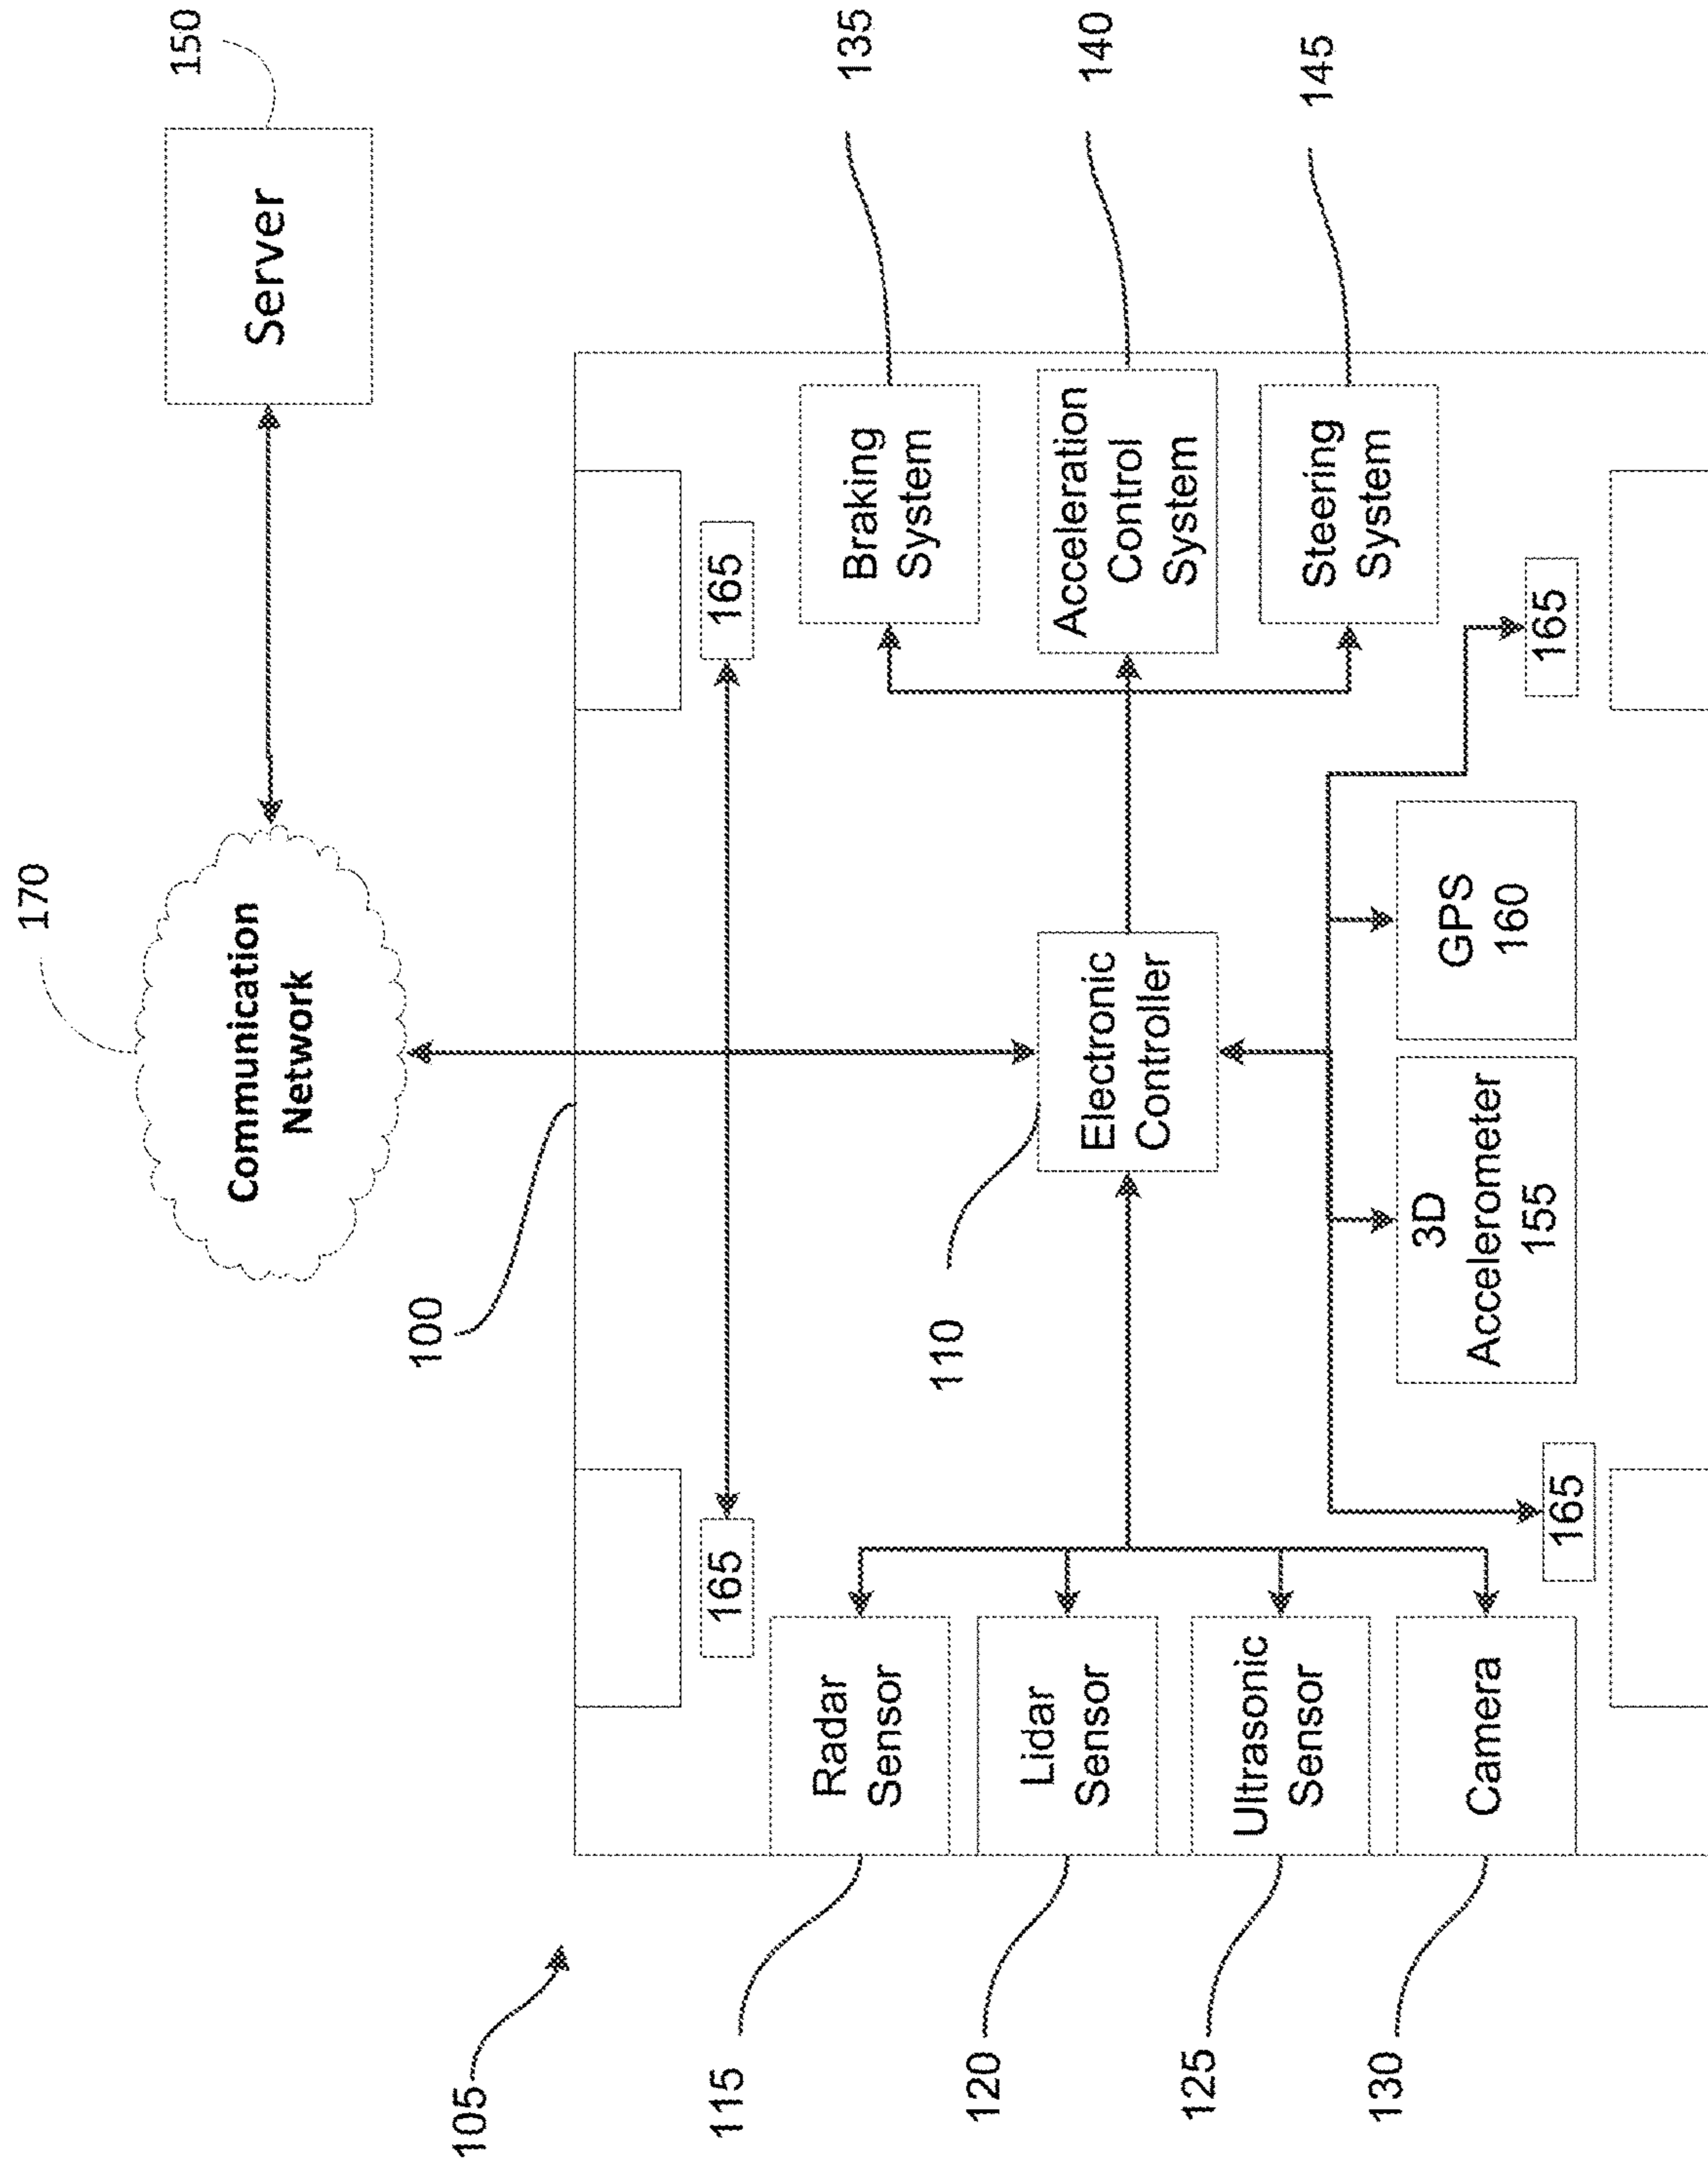 170
150
Communication
Network
Server
100
105
165
165
135
Radar
Sensor
Braking
System
115
110
140
Lidar
Sensor
Electronic
Controller
Acceleration
Control
System
120
145
Ultrasonic
Sensor
Steering
System
125
Camera
130
3D
Accelerometer
155
GPS
160
165
165